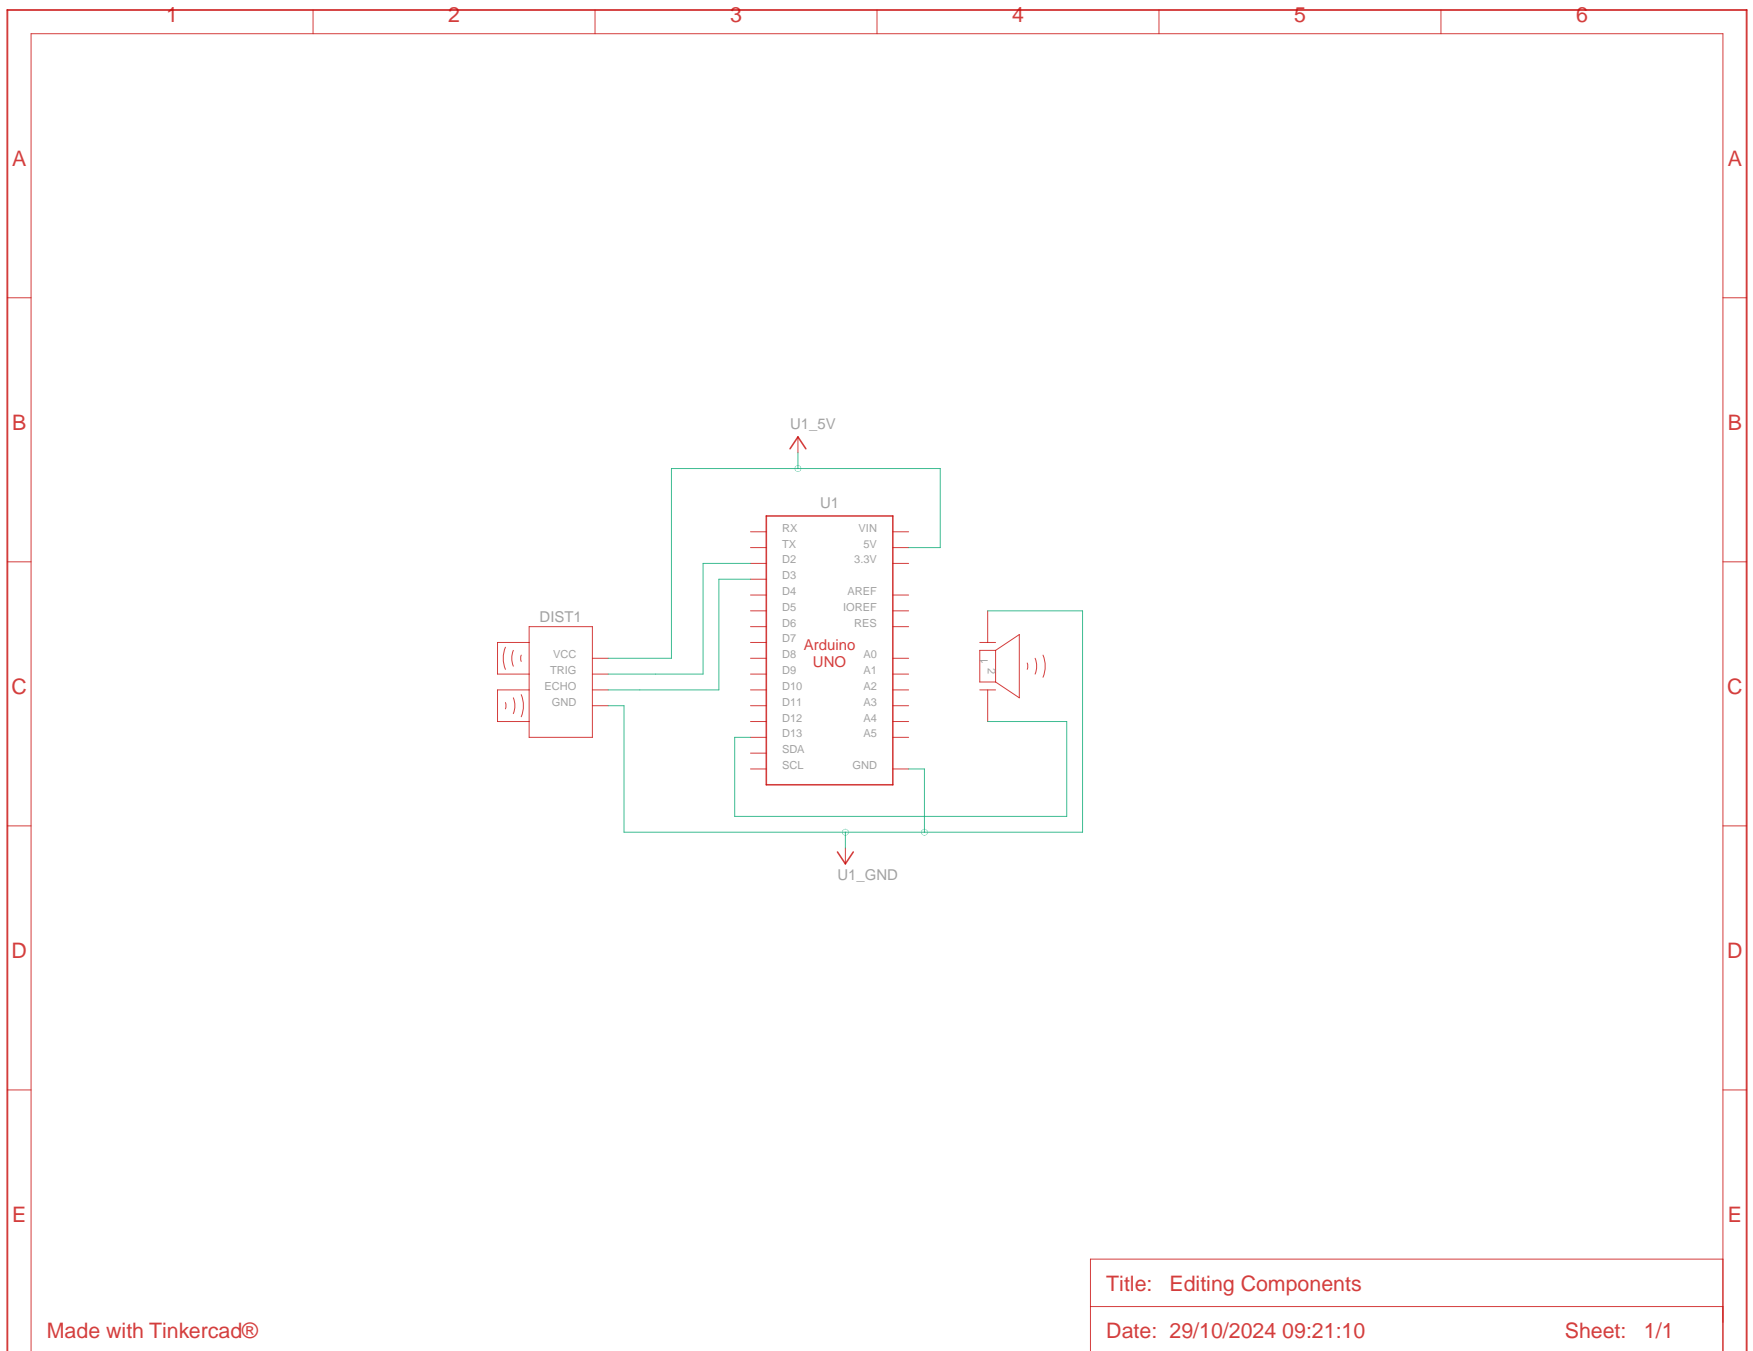 1 2 3 4 5 6
A A
B B
U1_5V
U1
RX VIN
TX 5V
D2 3.3V
D3
D4 AREF
D5 IOREF
D6 RES
D7
Arduino
UNO
D8 A0
D9 A1
D10 A2
D11 A3
D12 A4
D13 A5
SDA
SCL GND
DIST1
VCC
TRIG
ECHO
GND
1 2
C C
U1_GND
D D
E E
Title: Editing Components
Made with Tinkercad®
Date: 29/10/2024 09:21:10 Sheet: 1/1